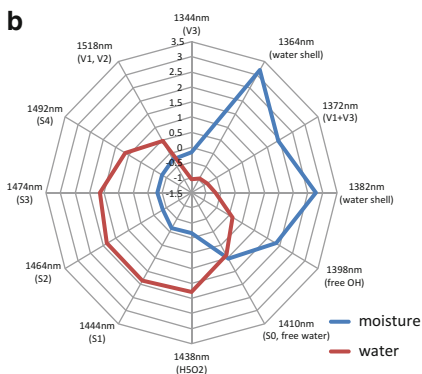 b
1344nm
(V3)
1364nm
(water shell)
1372nm
(V1+V3)
1382nm
(water shell)
1398nm
(free OH)
1410nm
(S0, free water)
1438nm
(H5O2)
1444nm
(S1)
1464nm
(S2)
1474nm
(S3)
1492nm
(S4)
1518nm
(V1, V2)
3.5
3
2.5
2
1.5
1
0.5
0
-0.5
-1
-1.5
moisture
water